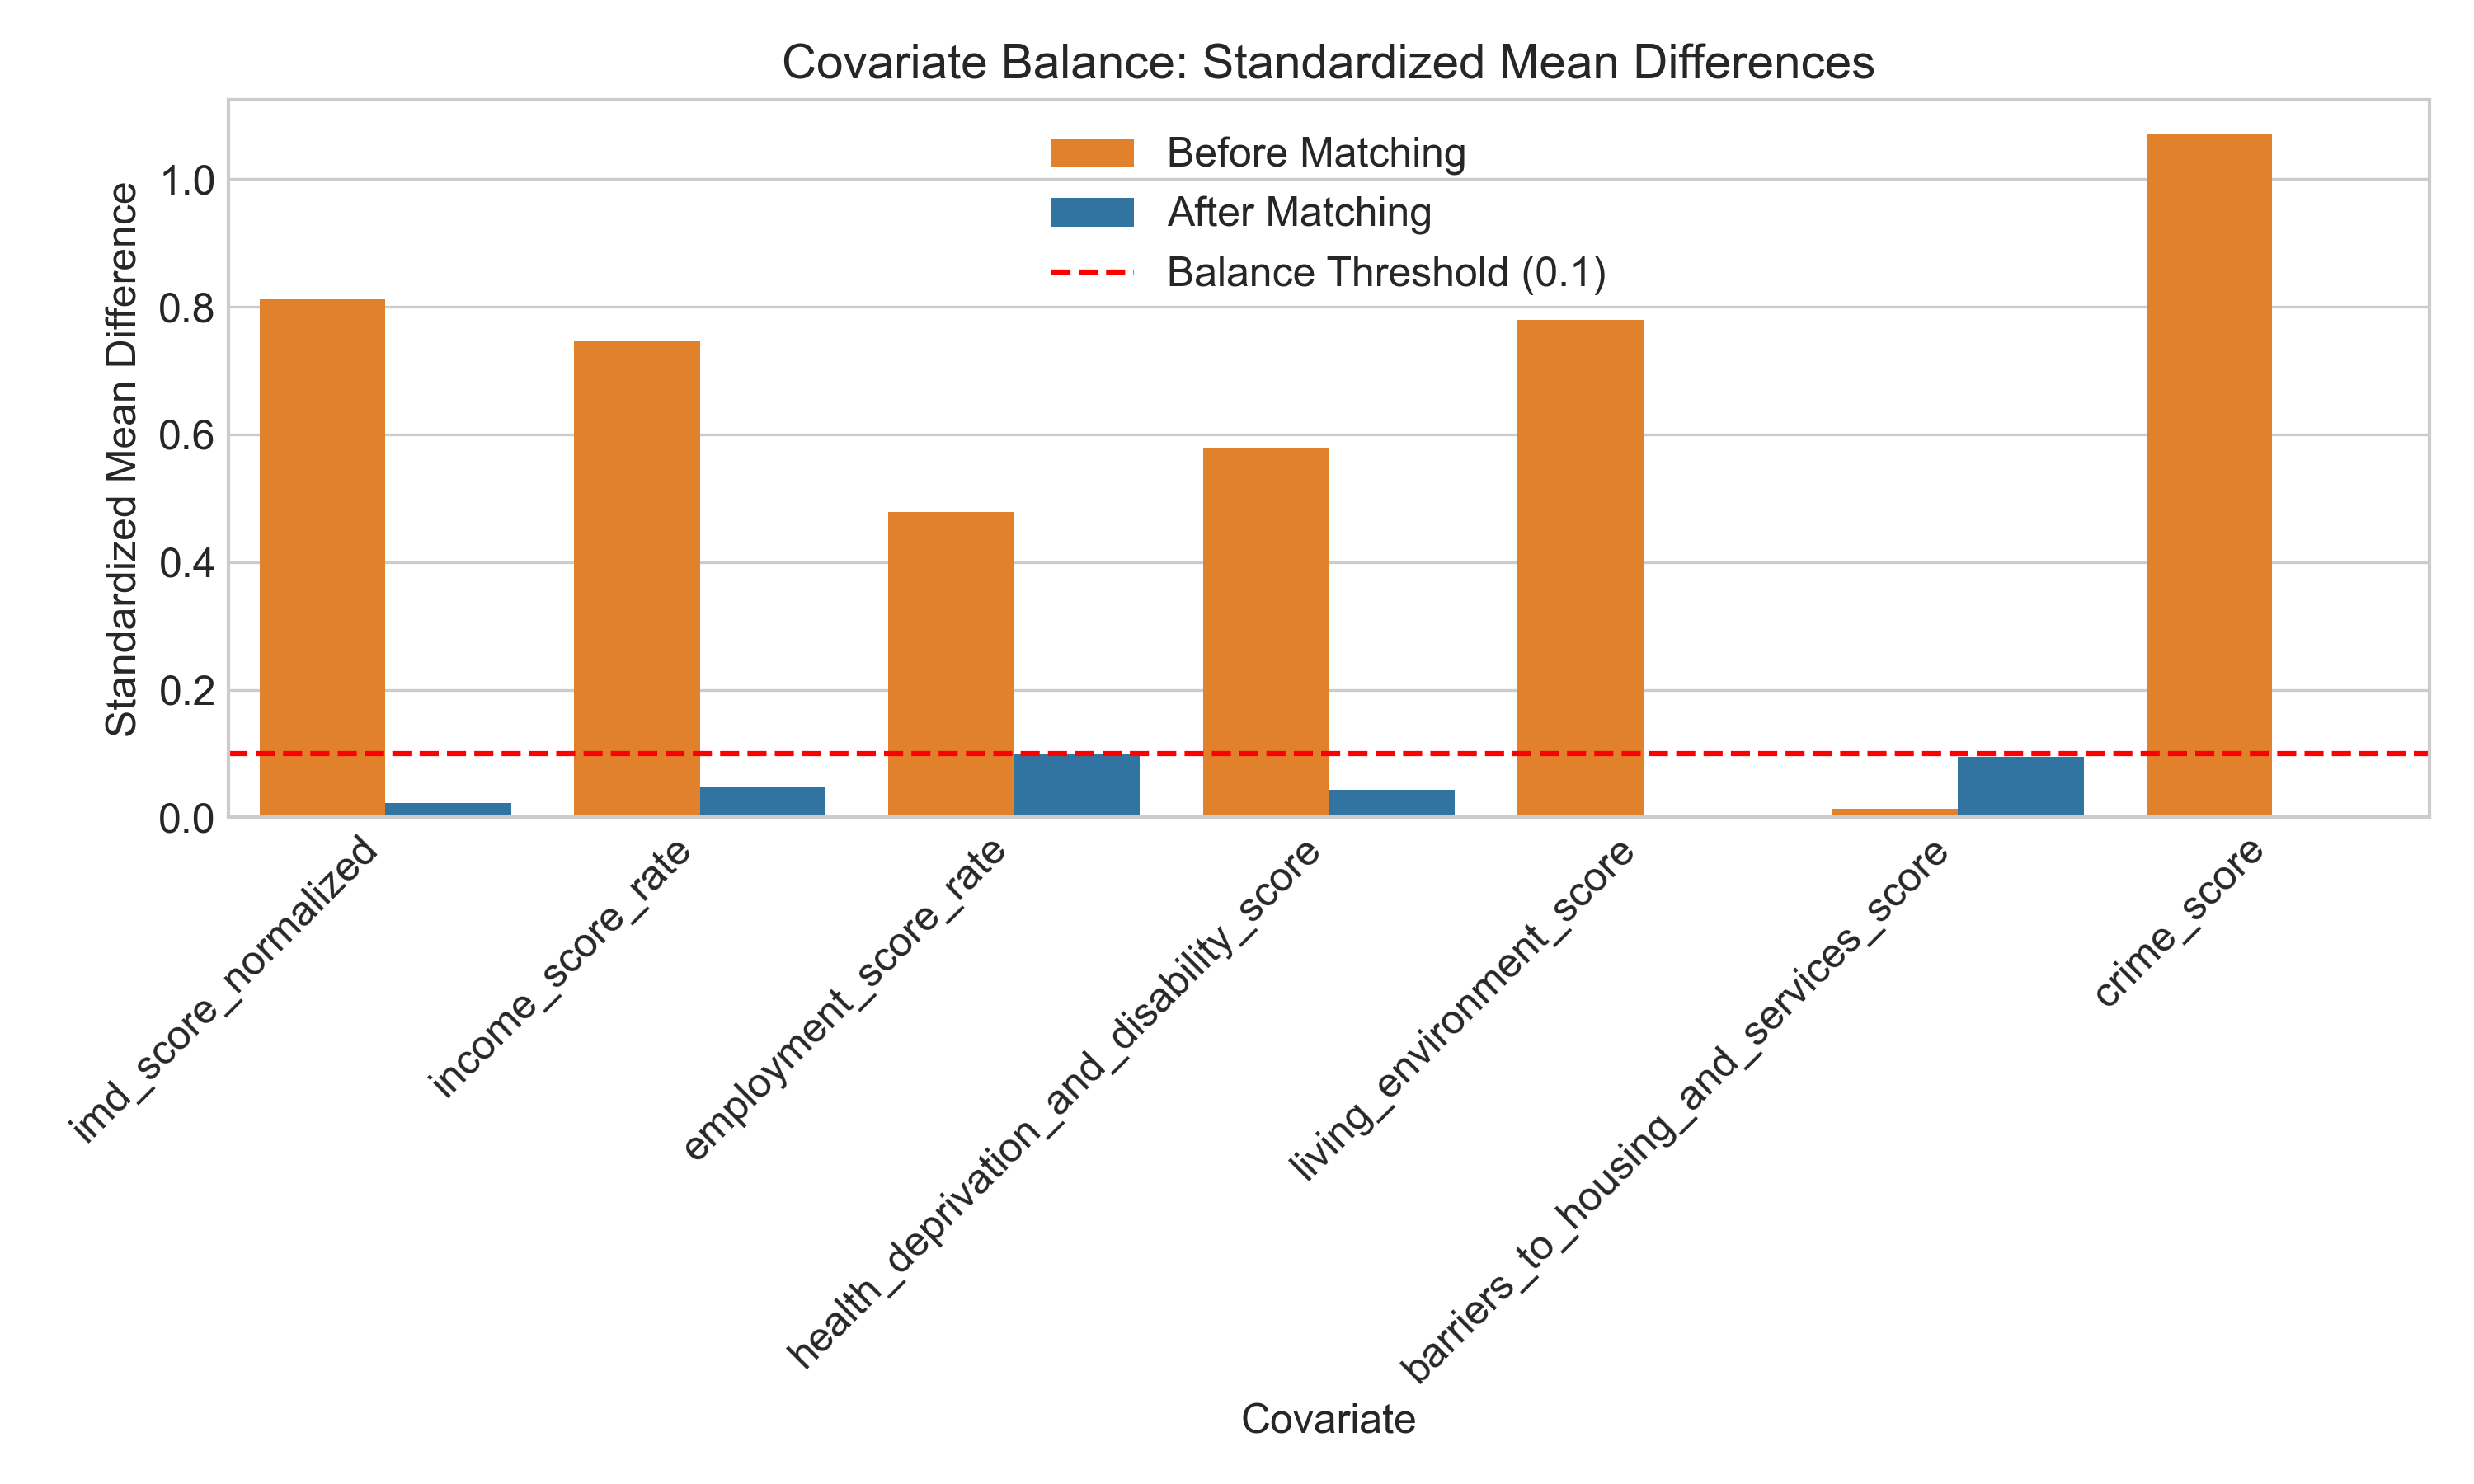 Covariate Balance: Standardized Mean Differences
Before Matching
After Matching
Balance Threshold (0.1)
Standardized Mean Difference
1.0
0.8
0.6
0.4
0.2
0.0
imd_score_normalized
income_score_rate
employment_score_rate
health_deprivation_and_disability_score
living_environment_score
barriers_to_housing_and_services_score
crime_score
Covariate